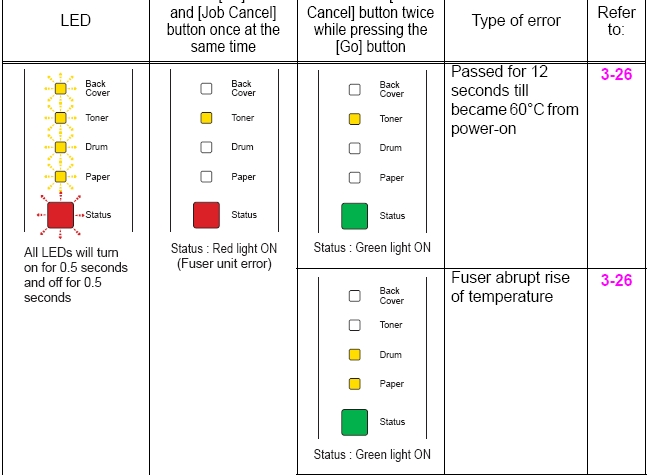 LED
and [Job Cancel]
button once at the
same time
Cancel] button twice
while pressing the
[Go] button
Type of error
Refer
to:
Back
Cover
Toner
Drum
Paper
Status
All LEDs will turn
on for 0.5 seconds
and off for 0.5
seconds
Back
Cover
Toner
Drum
Paper
Status
Status : Red light ON
(Fuser unit error)
Back
Cover
Toner
Drum
Paper
Status
Status : Green light ON
Passed for 12
seconds till
became 60°C from
power-on
3-26
Back
Cover
Toner
Drum
Paper
Status
Status : Green light ON
Fuser abrupt rise
of temperature
3-26